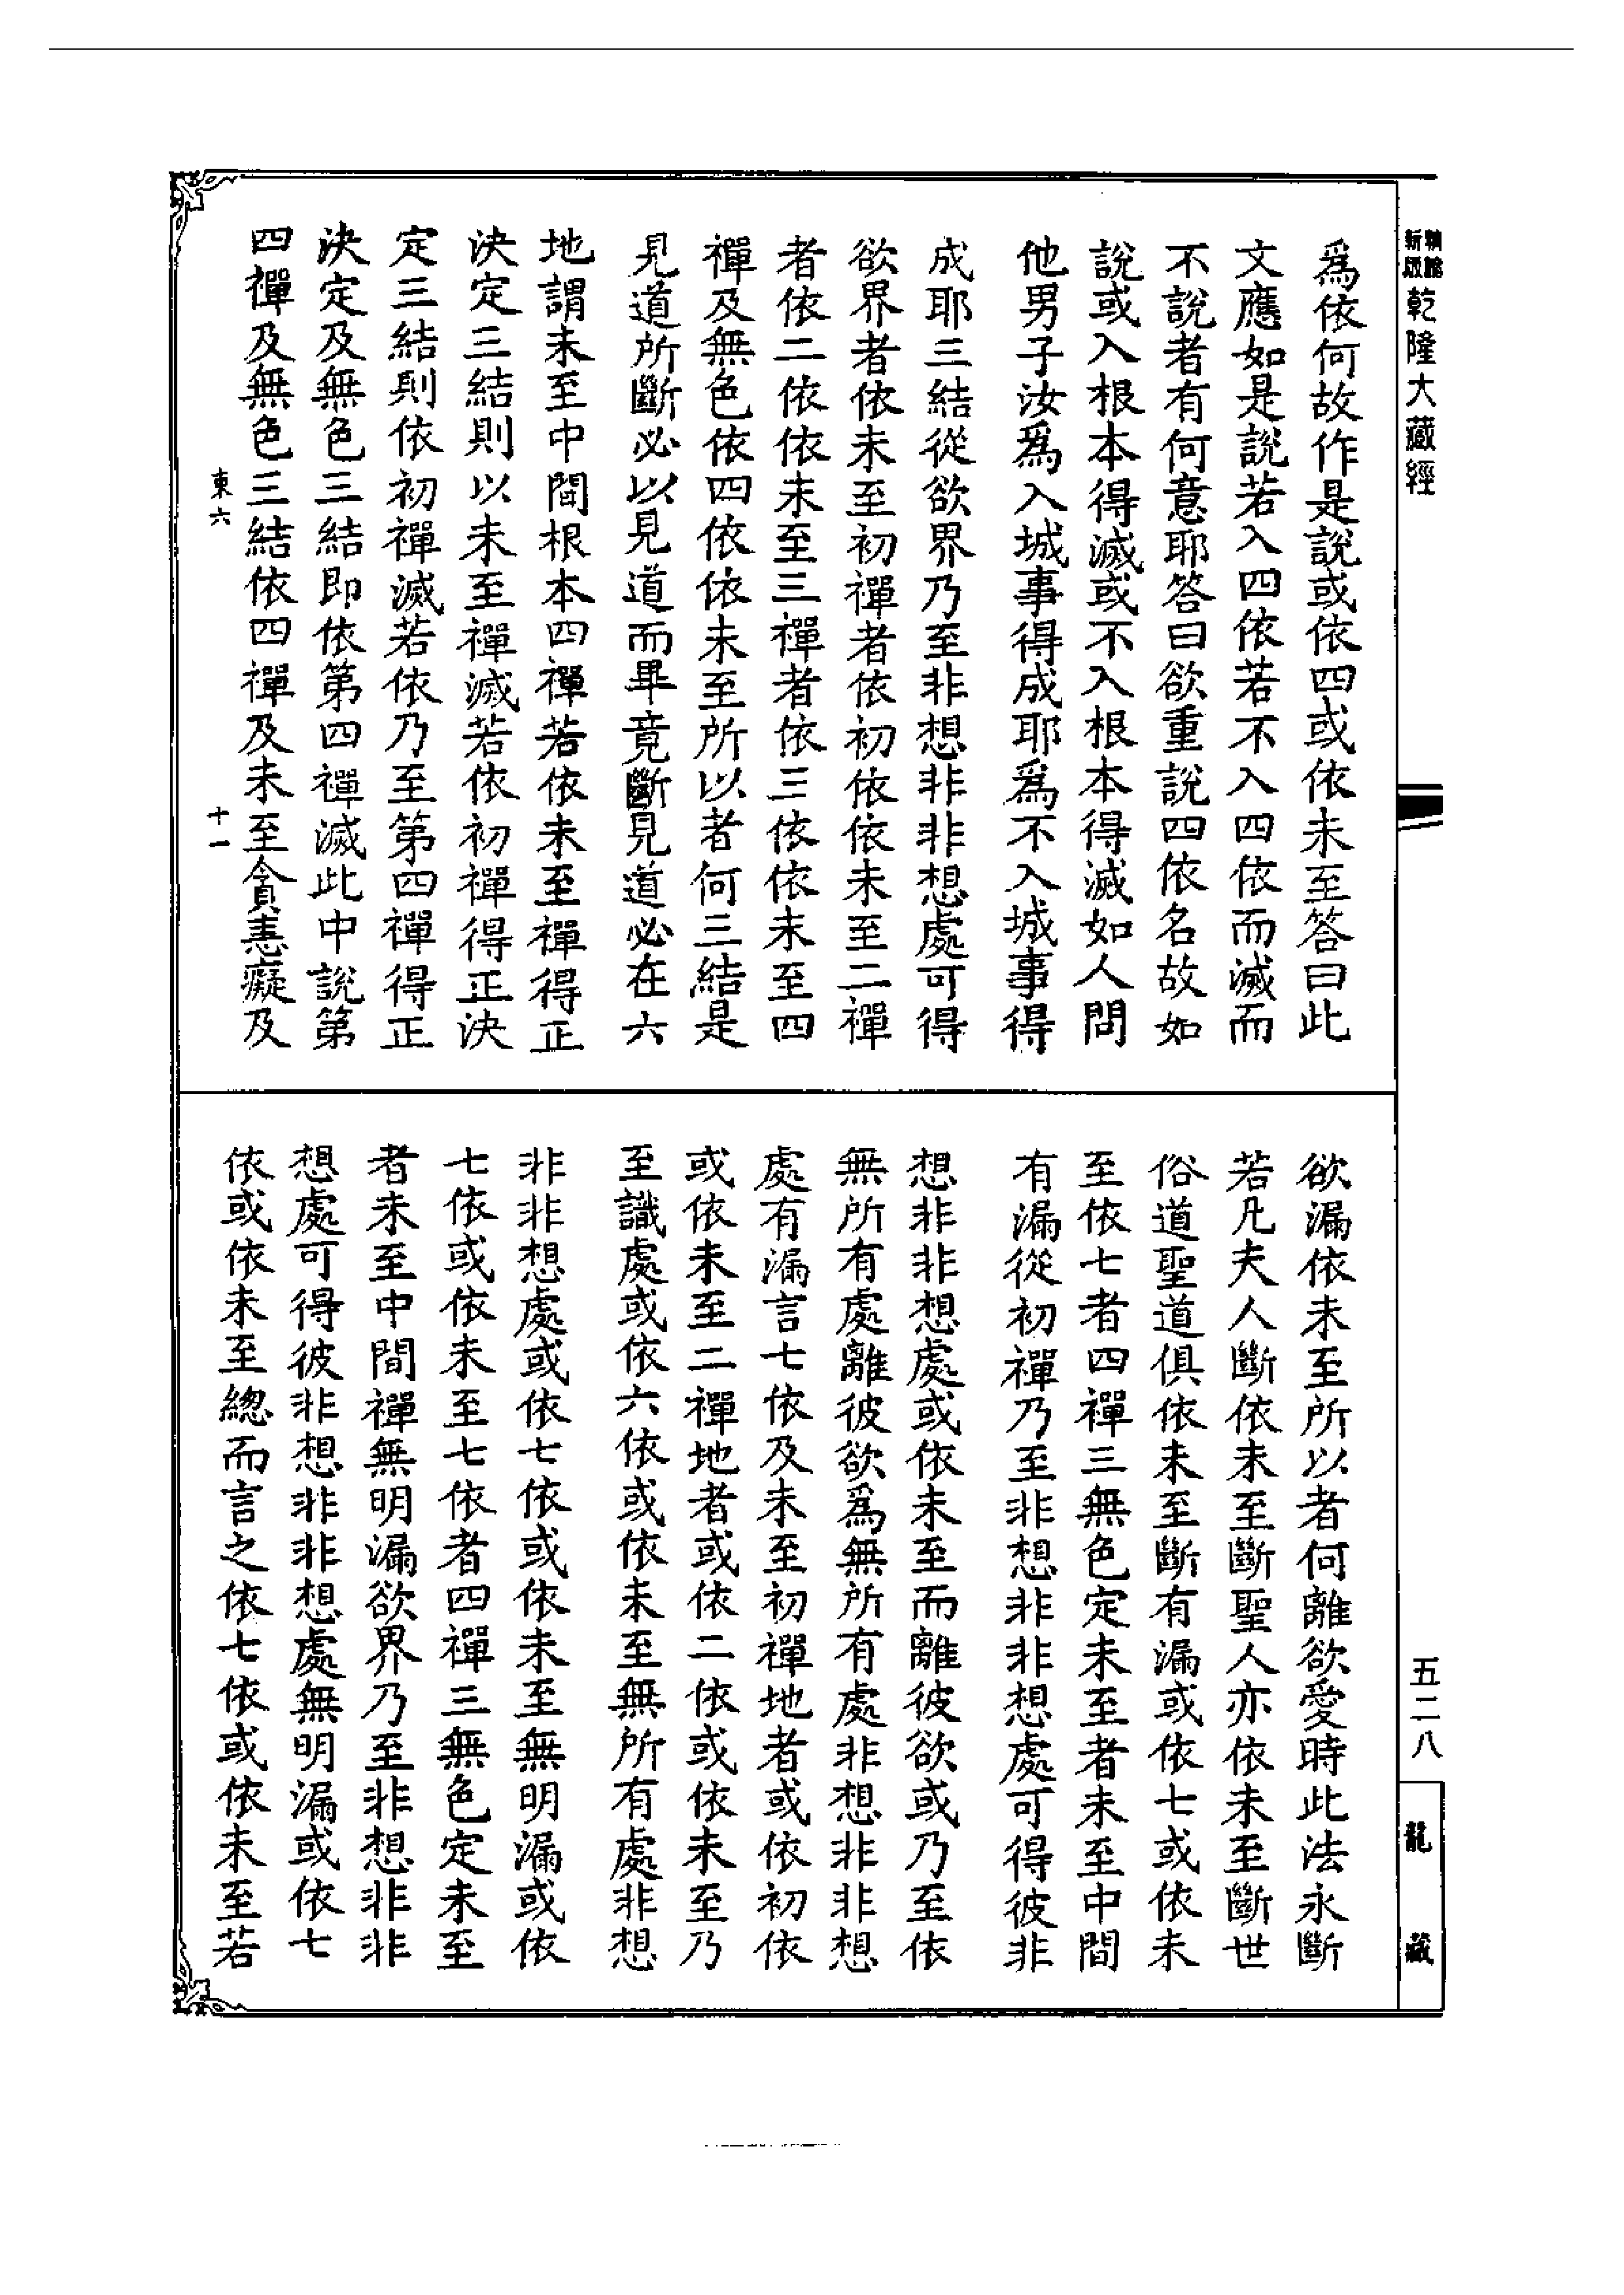 新版
乾隆大藏經
為依何故作是說或依四或依未至答曰此
文應如是說若入四依若不入四依而滅而
不說者有何意耶答曰欲重說四依名故如
說或入根本得滅或不入根本得滅如人問
他男子汝為入城事得成耶為不入城事得
成耶三結從欲界乃至非想非非想處可得
欲界者依未至初禪者依初依依未至二禪
者依二依依未至三禪者依三依依未至四
禪及無色依四依依未至所以者何三結是
見道所斷必以見道而畢竟斷見道必在六
地謂未至中間根本四禪若依未至禪得正
決定三結則以未至禪滅若依初禪得正決
定三結則依初禪滅若依乃至第四禪得正
決定及無色三結即依第四禪滅此中說第
四禪及無色三結依四禪及未至貪恚癡及
東六
十一
欲漏依未至所以者何離欲愛時此法永斷
若凡夫人斷依未至斷聖人亦依未至斷世
俗道聖道俱依未至斷有漏或依七或依未
至依七者四禪三無色定未至者未至中間
有漏從初禪乃至非想非非想處可得彼非
想非非想處或依未至而離彼欲或乃至依
無所有處離彼欲為無所有處非想非非想
處有漏言七依及未至初禪地者或依初依
或依未至二禪地者或依二依或依未至乃
至識處或依六依或依未至無所有處非想
非非想處或依七依或依未至無明漏或依
七依或依未至七依者四禪三無色定未至
者未至中間禪無明漏欲界乃至非想非非
想處可得彼非想非非想處無明漏或依七
依或依未至總而言之依七依或依未至若
五二八
龍藏